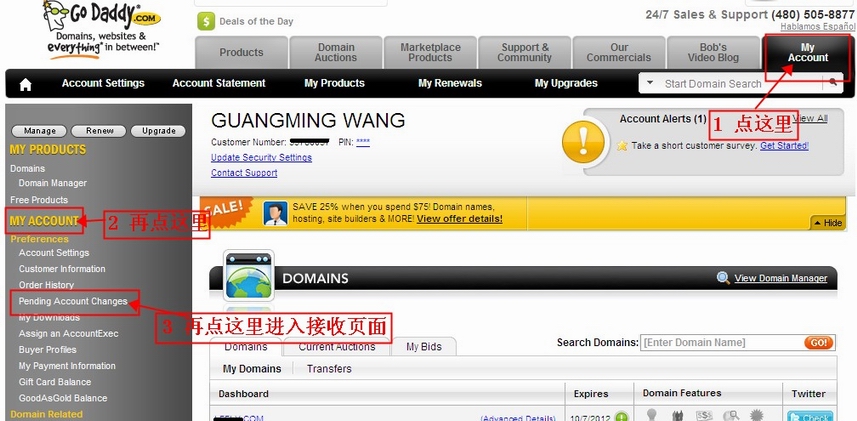 Go Daddy.COM
Domains, websites &
everything* in between!™
$ Deals of the Day
24/7 Sales & Support (480) 505-8877
Hablamos Español
Products
Domain Auctions
Marketplace Products
Support & Community
Our Commercials
Bob's Video Blog
My Account
Account Settings
Account Statement
My Products
My Renewals
My Upgrades
Start Domain Search
1 点这里
Manage
Renew
Upgrade
MY PRODUCTS
Domains
Domain Manager
Free Products
MY ACCOUNT
2 再点这里
Preferences
Account Settings
Customer Information
Order History
Pending Account Changes
3 再点这里进入接收页面
My Downloads
Assign an AccountExec
Buyer Profiles
My Payment Information
Gift Card Balance
GoodAsGold Balance
Domain Related
GUANGMING WANG
Customer Number: PIN: ****
Update Security Settings
Contact Support
Account Alerts (1)
View All
Take a short customer survey. Get Started!
SALE!
SAVE 25% when you spend $75! Domain names,
hosting, site builders & MORE! View offer details!
Hide
DOMAINS
View Domain Manager
Domains
Current Auctions
My Bids
Search Domains: [Enter Domain Name] GO!
My Domains
Transfers
Dashboard
Expires
Domain Features
Twitter
.COM
(Advanced Details)
10/7/2012
Check